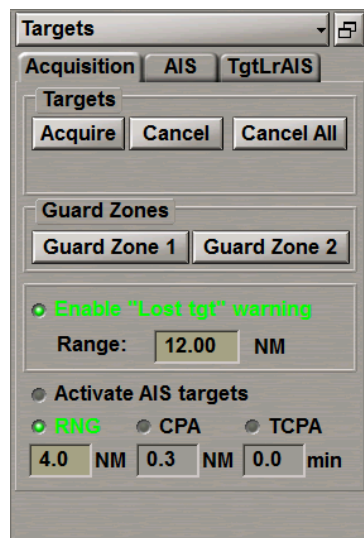 Targets
Acquisition AIS TgtLrAIS
Targets
Acquire Cancel Cancel All
Guard Zones
Guard Zone 1 Guard Zone 2
Enable "Lost tgt" warning
Range: 12.00 NM
Activate AIS targets
RNG CPA TCPA
4.0 NM 0.3 NM 0.0 min